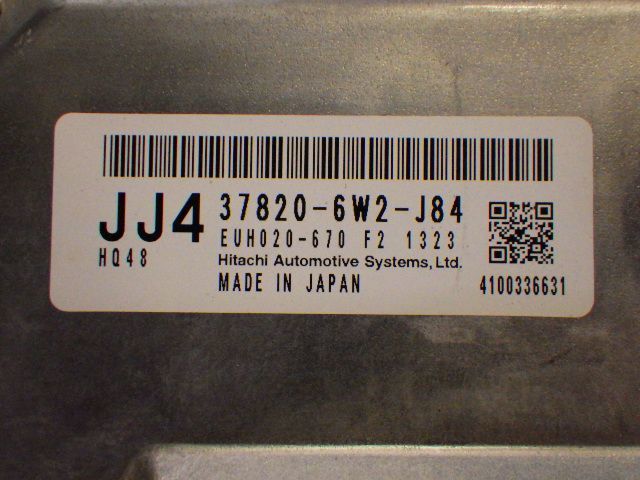 JJ4 37820-6W2-J84
EUH020-670 F2 1323
HQ48 Hitachi Automotive Systems, Ltd.
MADE IN JAPAN 4100336631